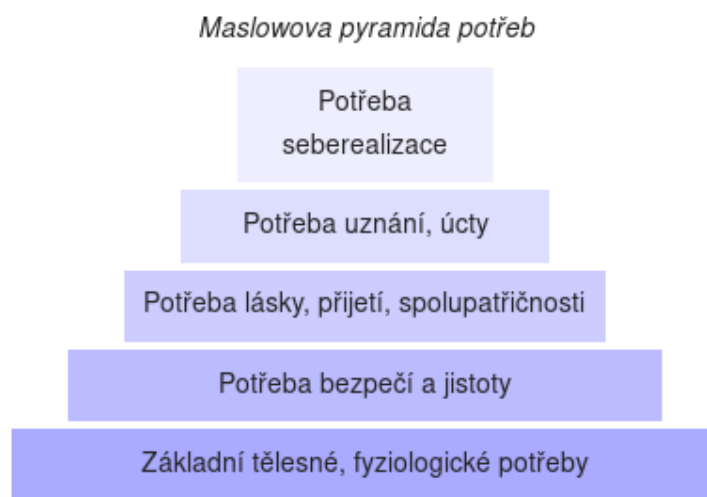 Maslowova pyramida potřeb
Potřeba
seberealizace
Potřeba uznání, úcty
Potřeba lásky, přijetí, spolupatřičnosti
Potřeba bezpečí a jistoty
Základní tělesné, fyziologické potřeby